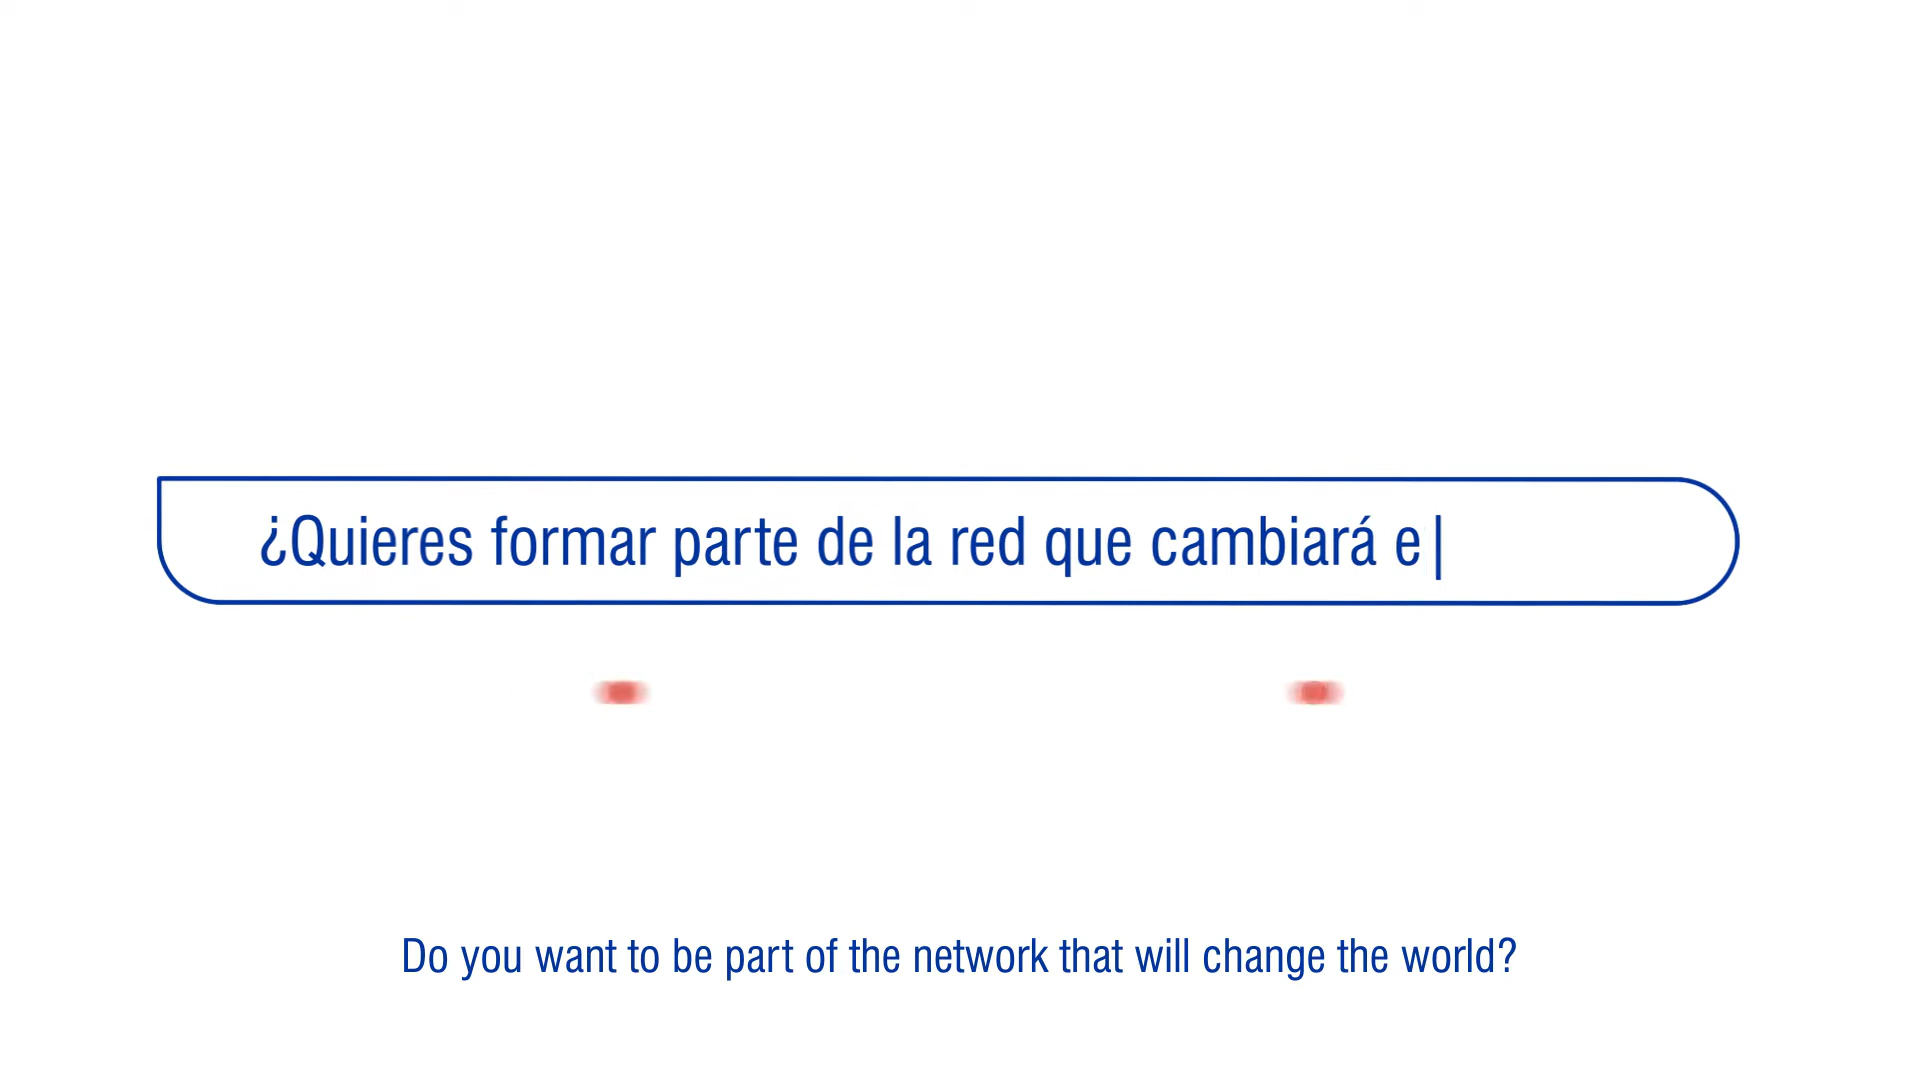 ¿Quieres formar parte de la red que cambiará e
Do you want to be part of the network that will change the world?